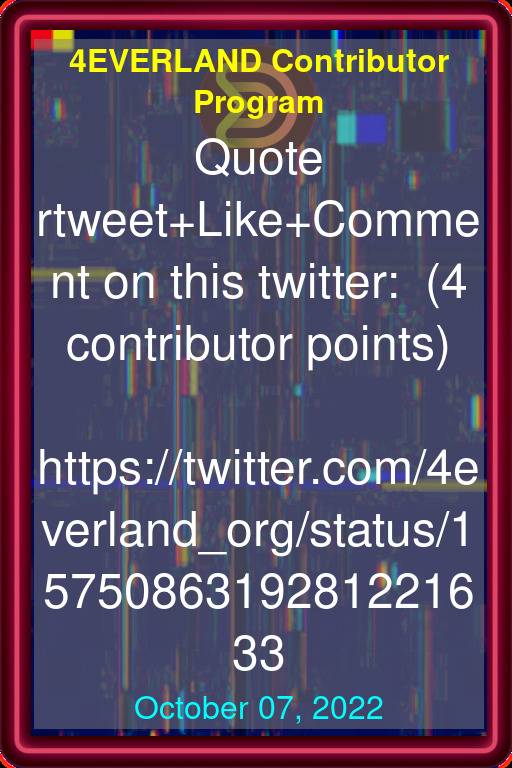 4EVERLAND Contributor
Program
Quote
rtweet+Like+Comme
nt on this twitter:  (4
contributor points)
https://twitter.com/4e
verland_org/status/1
5750863192812216
33
October 07, 2022